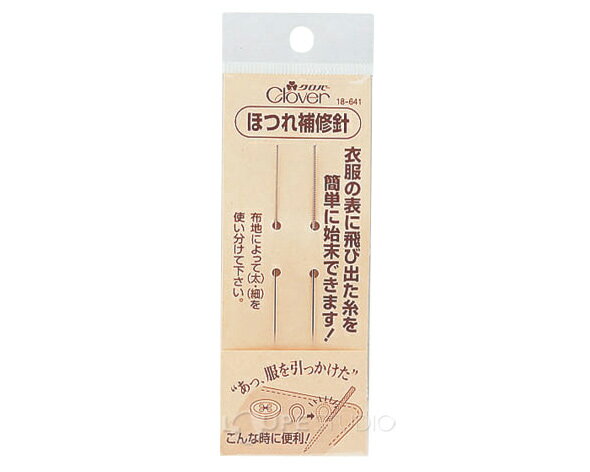 クロバー
Clover
18-641
ほつれ補修針
衣服の表に飛び出た糸を
簡単に始末できます!
布地によって(太・細)を
使い分けて下さい。
“あっ、服を引っかけた”
こんな時に便利!
LOUPE STUDIO